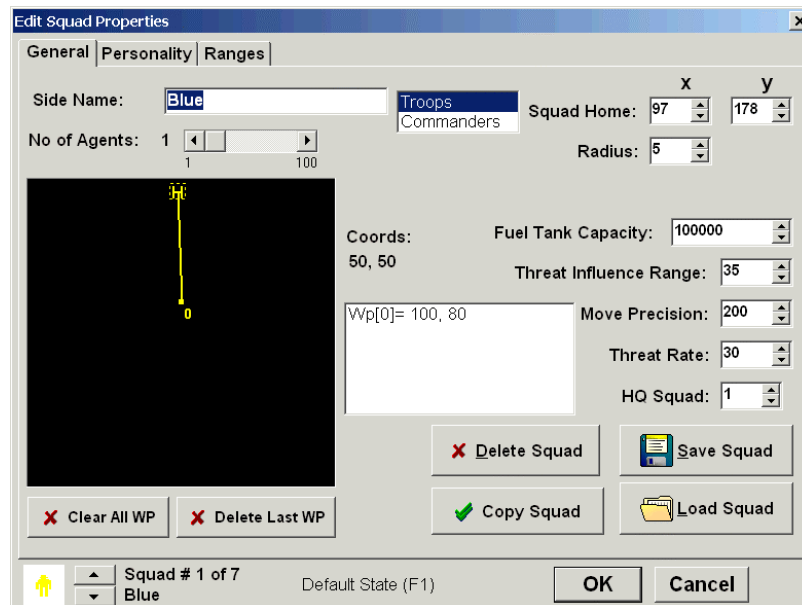 Edit Squad Properties
General Personality Ranges
x y
Side Name: Blue
Troops
Commanders
Squad Home: 97 178
No of Agents: 1
1 100
Radius: 5
H
0
Coords:
50, 50
Fuel Tank Capacity: 100000
Threat Influence Range: 35
Wp[0]= 100, 80
Move Precision: 200
Threat Rate: 30
HQ Squad: 1
Delete Squad
Save Squad
Clear All WP
Delete Last WP
Copy Squad
Load Squad
Squad # 1 of 7
Blue
Default State (F1)
OK
Cancel